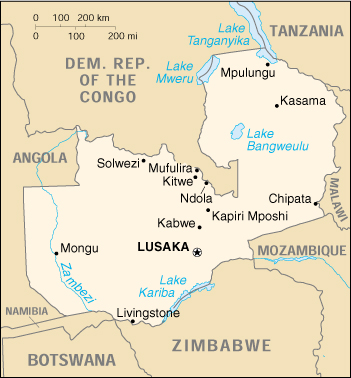 0 100 200 km
0 100 200 mi
TANZANIA
Lake
Tanganyika
DEM. REP.
OF THE
CONGO
Lake
Mweru
Mpulungu
Kasama
Lake
Bangweulu
ANGOLA
Solwezi
Mufulira
Kitwe
Ndola
MALAWI
Chipata
Kapiri Mposhi
Kabwe
Mongu
LUSAKA
MOZAMBIQUE
Zambezi
Lake
Kariba
NAMIBIA
Livingstone
ZIMBABWE
BOTSWANA